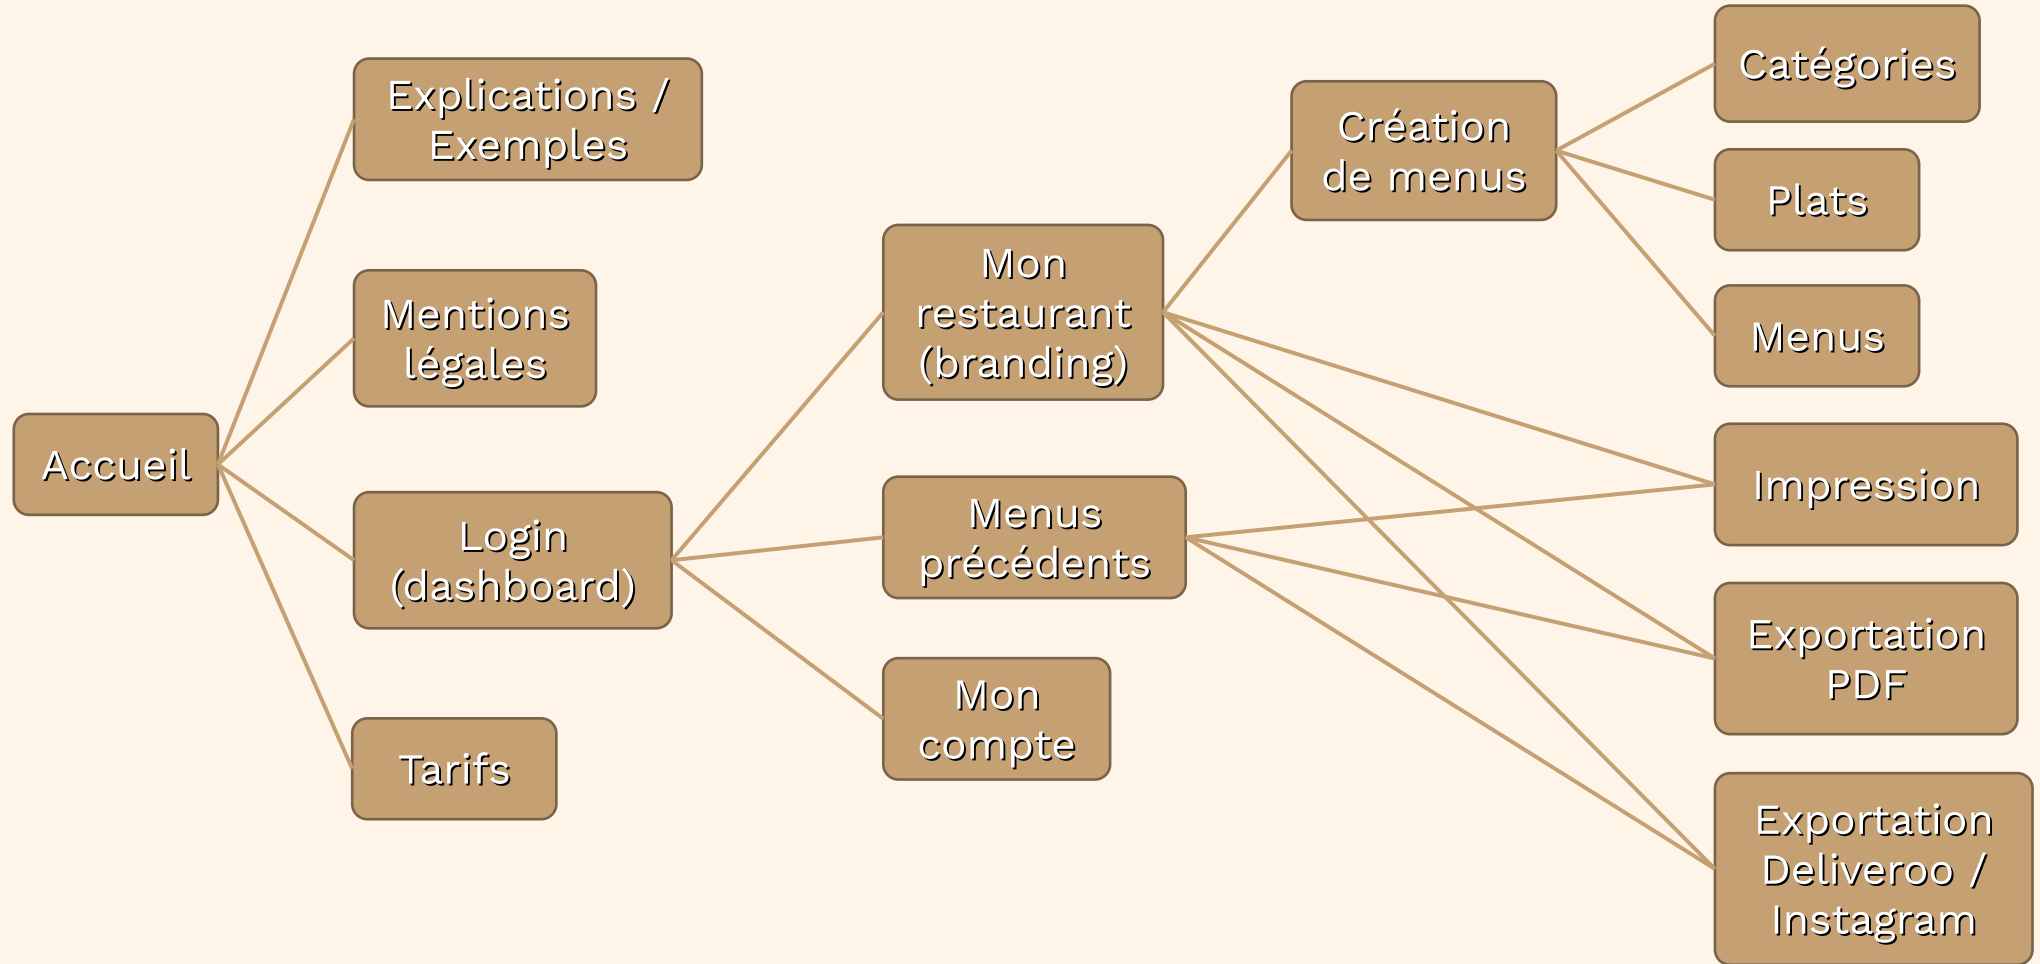 Accueil
Explications /
Exemples
Mentions
légales
Login
(dashboard)
Tarifs
Mon
restaurant
(branding)
Menus
précédents
Mon
compte
Création
de menus
Catégories
Plats
Menus
Impression
Exportation
PDF
Exportation
Deliveroo /
Instagram